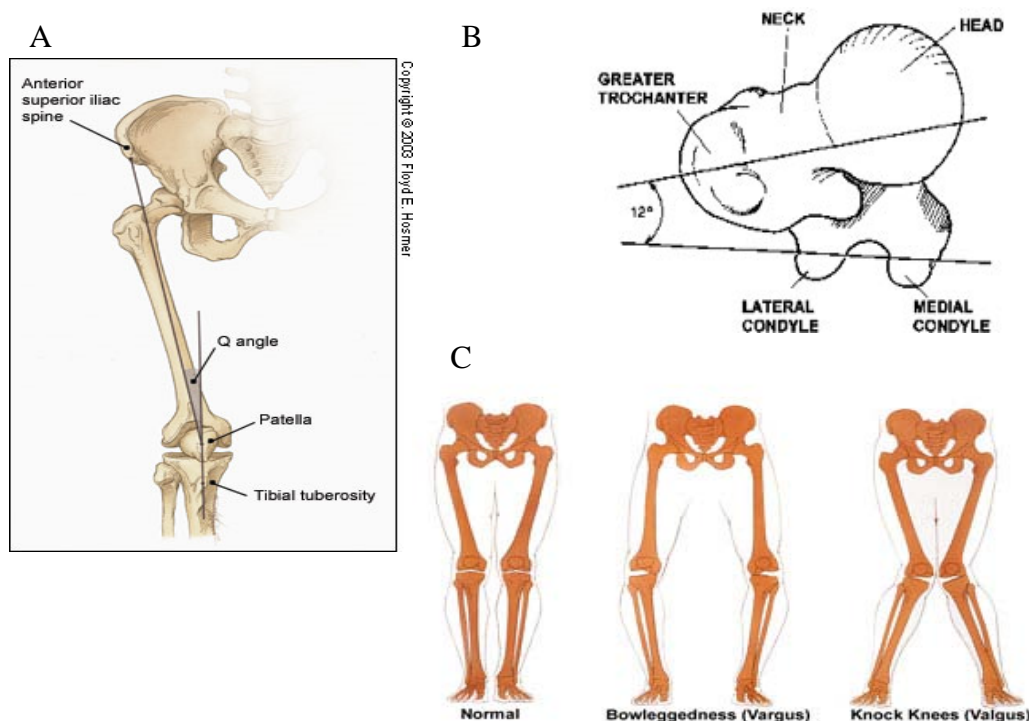 A
Anterior
superior iliac
spine
Q angle
Patella
Tibial tuberosity
Copyright © 2003 Floyd E. Hosmer
B
NECK
HEAD
GREATER
TROCHANTER
12°
LATERAL
CONDYLE
MEDIAL
CONDYLE
C
Normal
Bowleggedness (Vargus)
Knock Knees (Valgus)